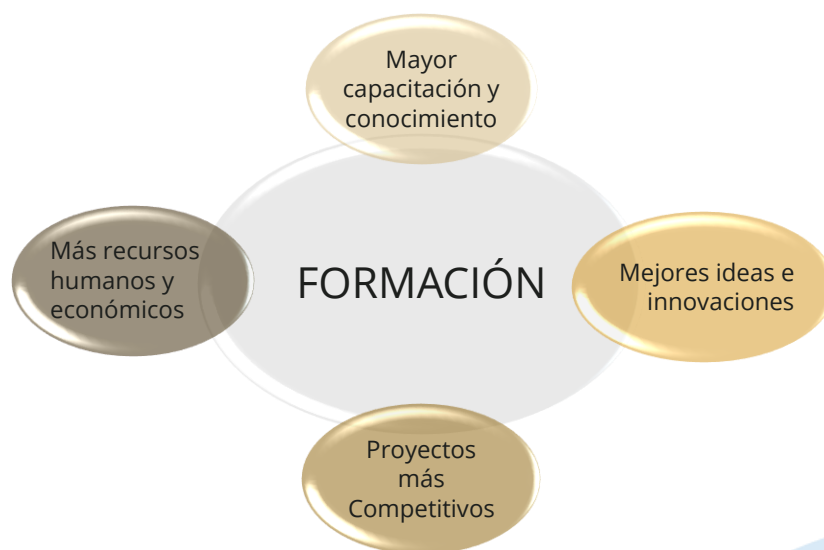 Mayor
capacitación y
conocimiento
Más recursos
humanos y
económicos
FORMACIÓN
Mejores ideas e
innovaciones
Proyectos
más
Competitivos